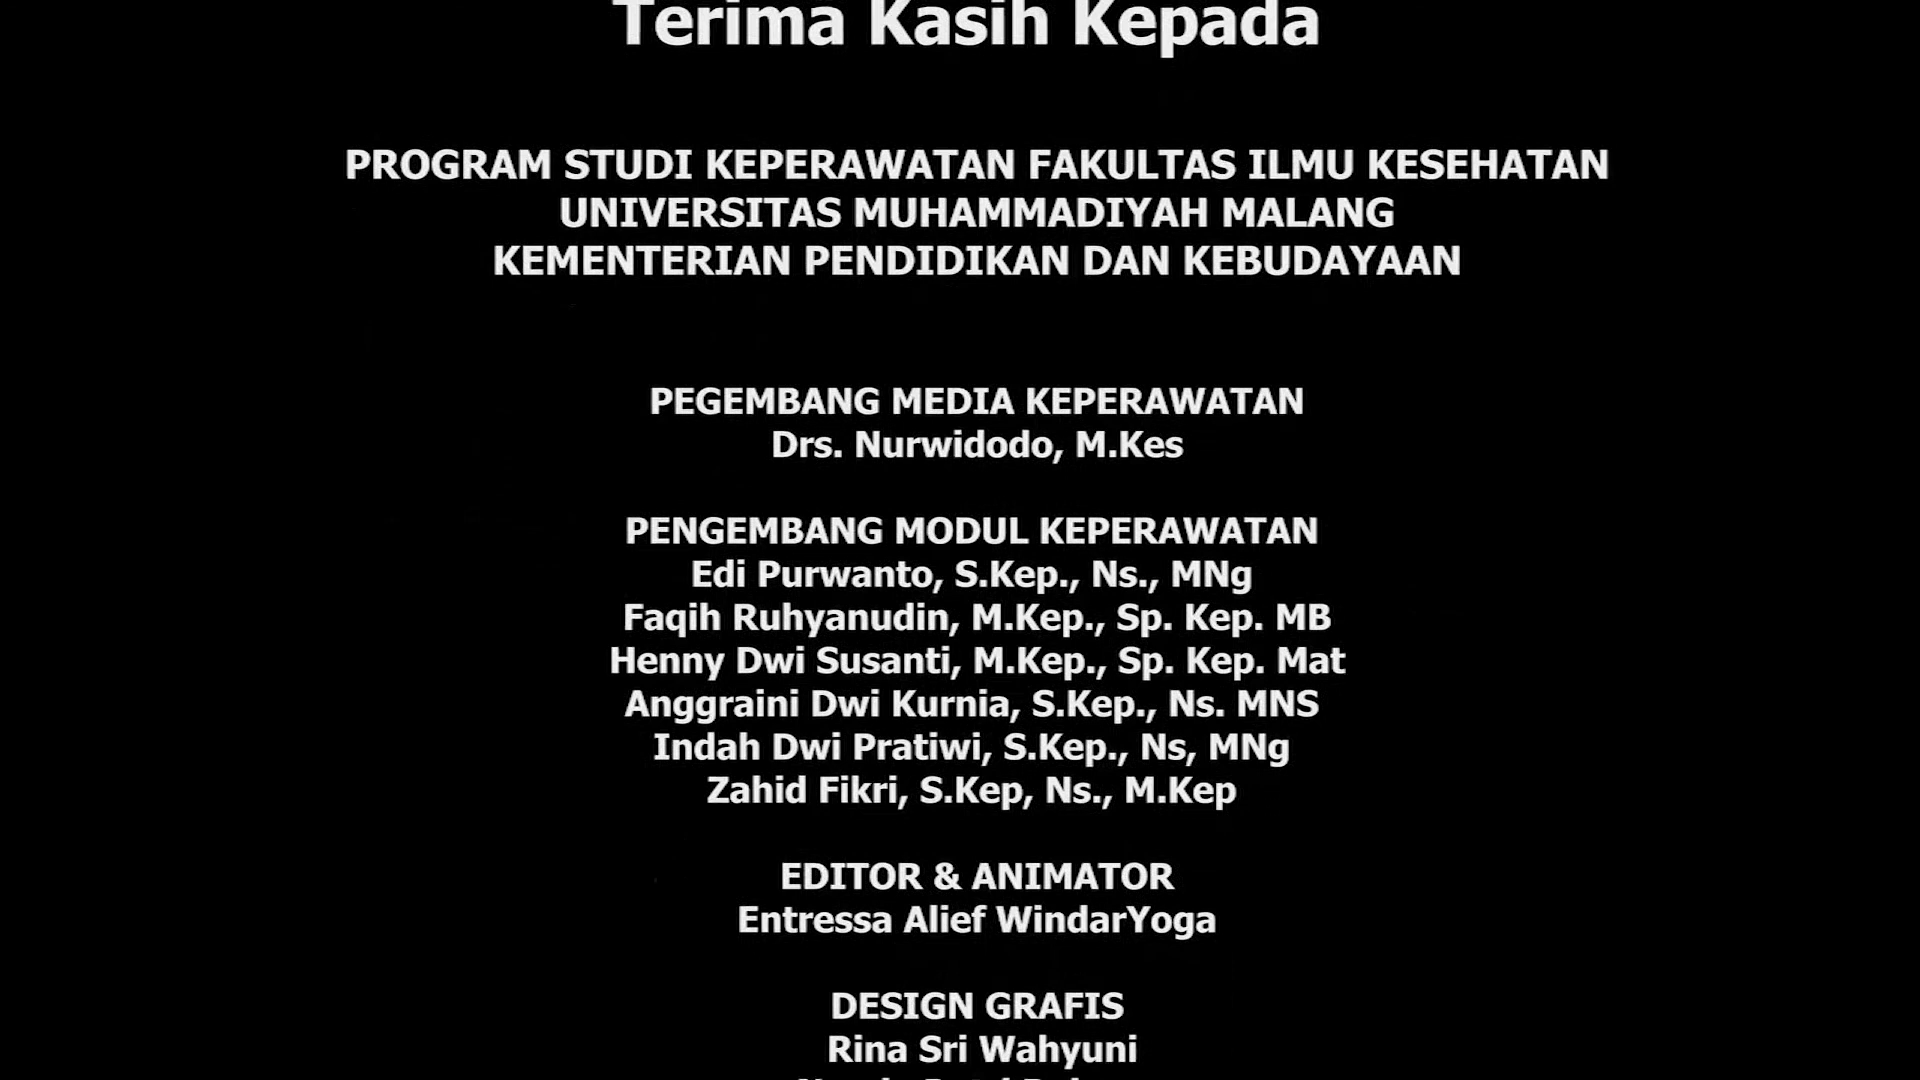 Terima Kasih Kepada
PROGRAM STUDI KEPERAWATAN FAKULTAS ILMU KESEHATAN
UNIVERSITAS MUHAMMADIYAH MALANG
KEMENTERIAN PENDIDIKAN DAN KEBUDAYAAN
PEGEMBANG MEDIA KEPERAWATAN
Drs. Nurwidodo, M.Kes
PENGEMBANG MODUL KEPERAWATAN
Edi Purwanto, S.Kep., Ns., MNg
Faqih Ruhyanudin, M.Kep., Sp. Kep. MB
Henny Dwi Susanti, M.Kep., Sp. Kep. Mat
Anggraini Dwi Kurnia, S.Kep., Ns. MNS
Indah Dwi Pratiwi, S.Kep., Ns, MNg
Zahid Fikri, S.Kep, Ns., M.Kep
EDITOR & ANIMATOR
Entressa Alief WindarYoga
DESIGN GRAFIS
Rina Sri Wahyuni